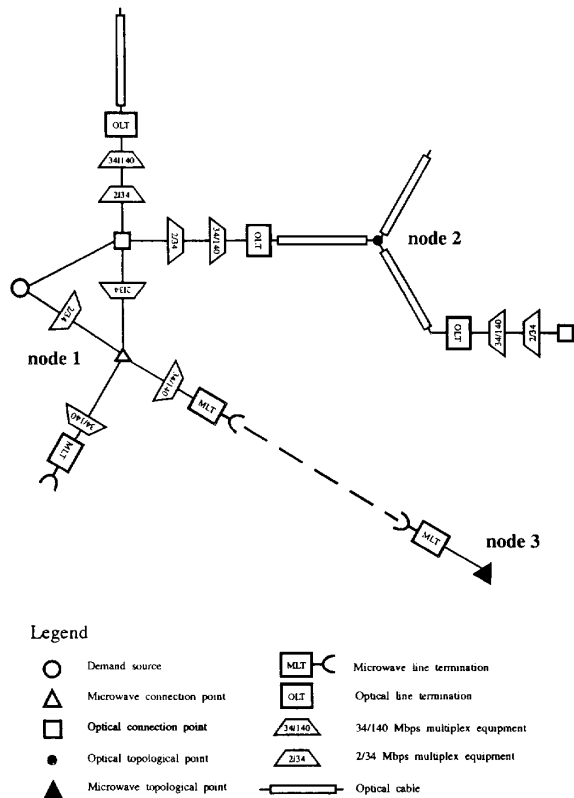 OLT
34/140
2/34
2/34
34/140
OLT
node 2
2/34
2/34
node 1
OLT
34/140
2/34
34/140
MLT
34/140
MLT
MLT
node 3
Legend
Demand source
MLT
Microwave line termination
Microwave connection point
OLT
Optical line termination
Optical connection point
34/140
34/140 Mbps multiplex equipment
Optical topological point
2/34
2/34 Mbps multiplex equipment
Microwave topological point
Optical cable